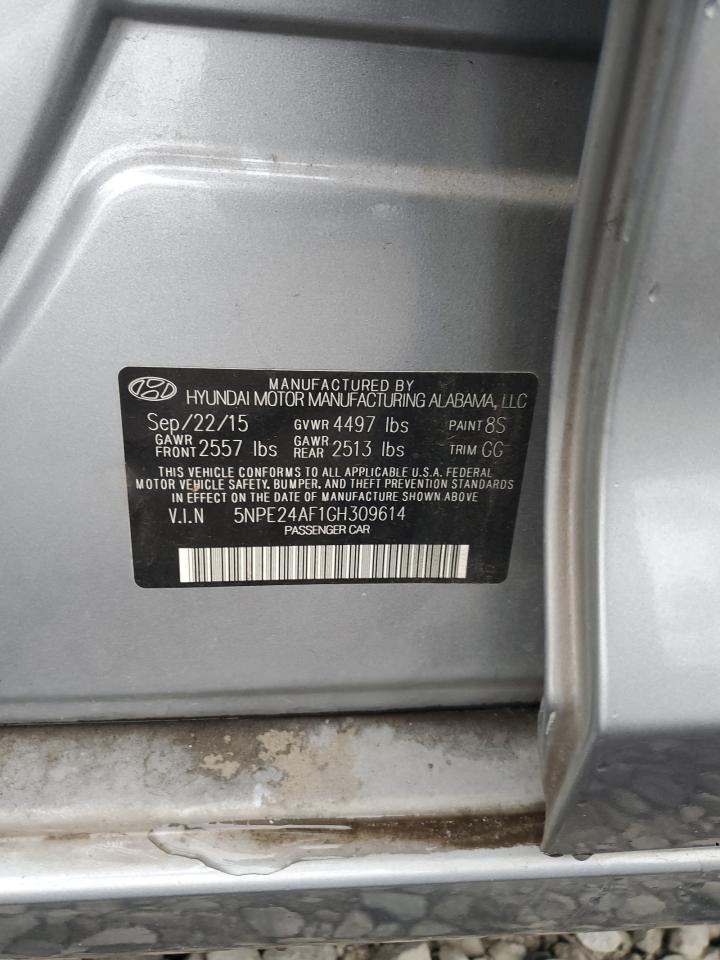 MANUFACTURED BY
HYUNDAI MOTOR MANUFACTURING ALABAMA, LLC
Sep/22/15 GVWR 4497 lbs PAINT 8S
GAWR FRONT 2557 lbs GAWR REAR 2513 lbs TRIM GG
THIS VEHICLE CONFORMS TO ALL APPLICABLE U.S.A. FEDERAL
MOTOR VEHICLE SAFETY, BUMPER, AND THEFT PREVENTION STANDARDS
IN EFFECT ON THE DATE OF MANUFACTURE SHOWN ABOVE
V.I.N 5NPE24AF1GH309614
PASSENGER CAR